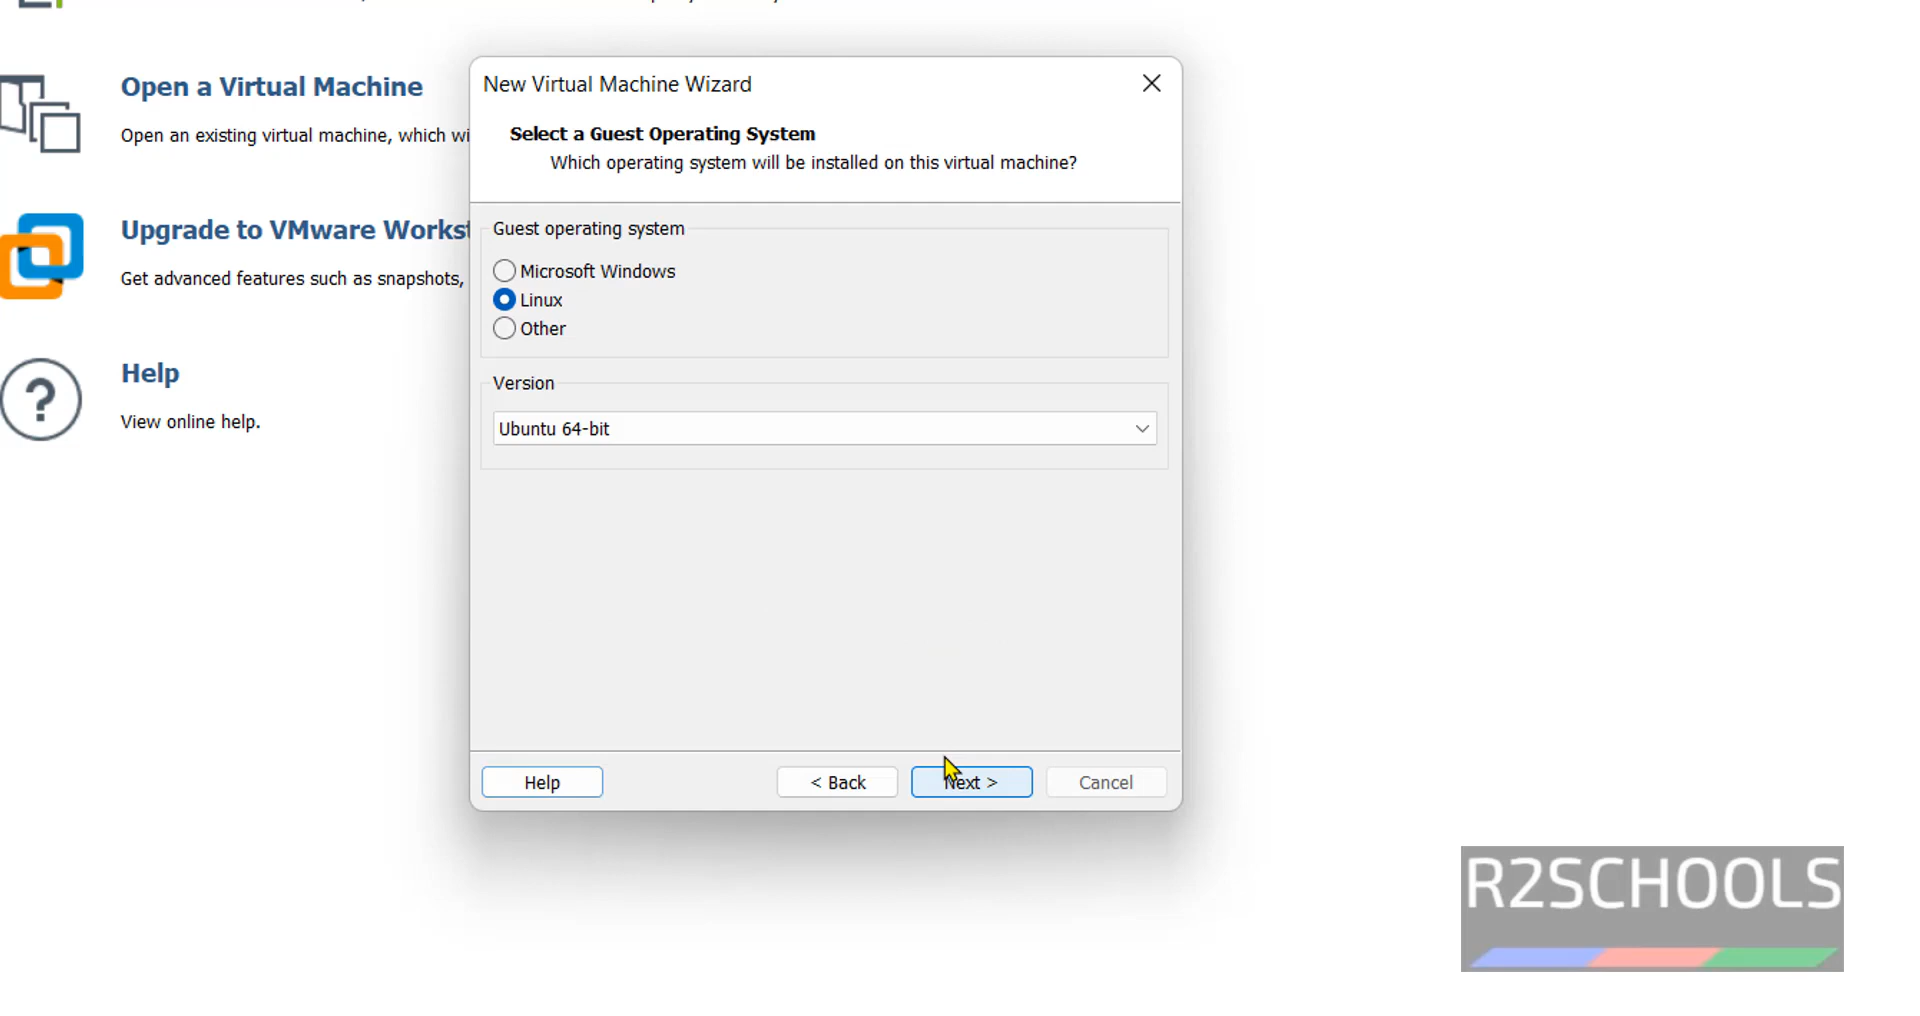 Open a Virtual Machine
Open an existing virtual machine, which wi
Upgrade to VMware Workst
Get advanced features such as snapshots,
Help
View online help.
New Virtual Machine Wizard
Select a Guest Operating System
Which operating system will be installed on this virtual machine?
Guest operating system
Microsoft Windows
Linux
Other
Version
Ubuntu 64-bit
Help
< Back
Next >
Cancel
R2SCHOOLS